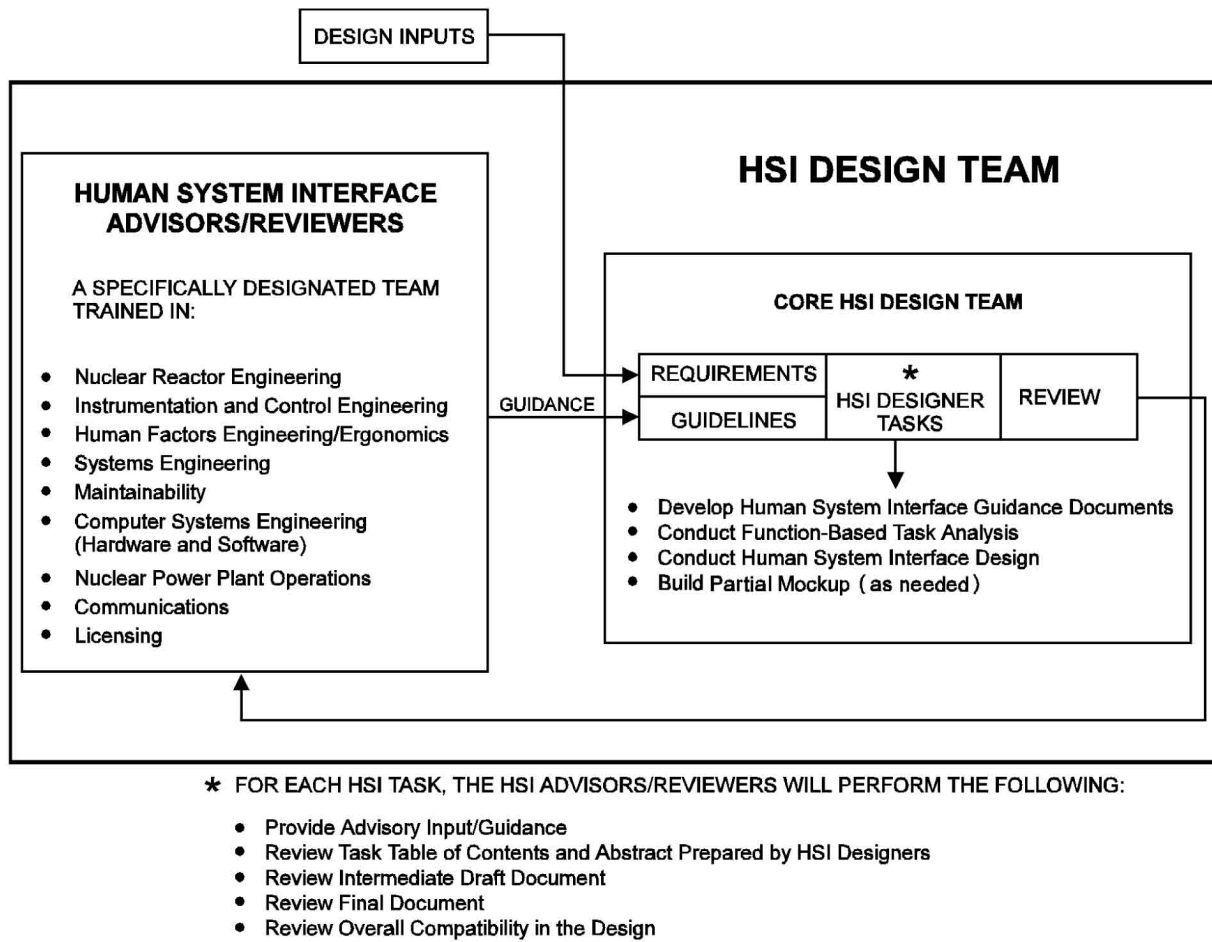 DESIGN INPUTS
HUMAN SYSTEM INTERFACE
ADVISORS/REVIEWERS
A SPECIFICALLY DESIGNATED TEAM
TRAINED IN:
• Nuclear Reactor Engineering
• Instrumentation and Control Engineering
• Human Factors Engineering/Ergonomics
• Systems Engineering
• Maintainability
• Computer Systems Engineering
(Hardware and Software)
• Nuclear Power Plant Operations
• Communications
• Licensing
GUIDANCE
HSI DESIGN TEAM
CORE HSI DESIGN TEAM
REQUIREMENTS
GUIDELINES
*
HSI DESIGNER
TASKS
REVIEW
• Develop Human System Interface Guidance Documents
• Conduct Function-Based Task Analysis
• Conduct Human System Interface Design
• Build Partial Mockup (as needed)
* FOR EACH HSI TASK, THE HSI ADVISORS/REVIEWERS WILL PERFORM THE FOLLOWING:
• Provide Advisory Input/Guidance
• Review Task Table of Contents and Abstract Prepared by HSI Designers
• Review Intermediate Draft Document
• Review Final Document
• Review Overall Compatibility in the Design